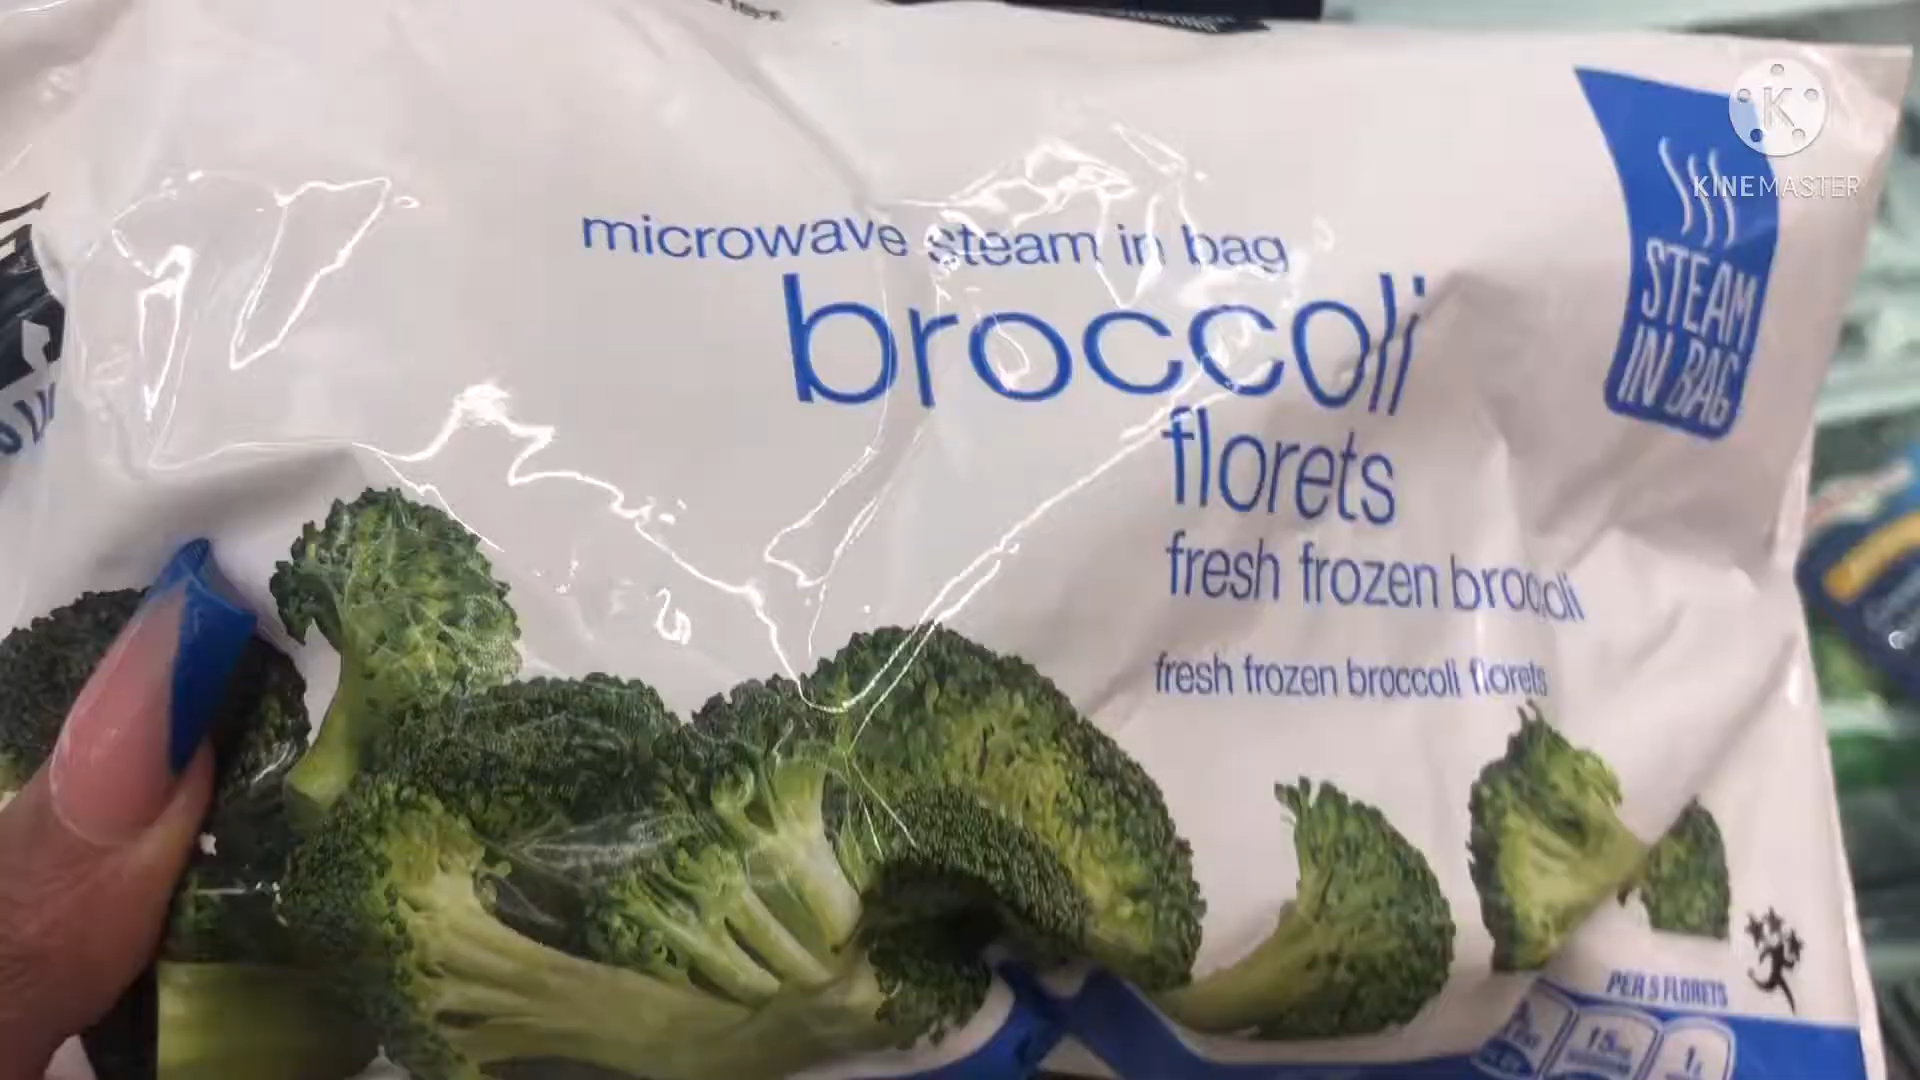 microwave steam in bag
broccoli
florets
fresh frozen broccoli
fresh frozen broccoli florets
STEAM
IN BAG
KINEMASTER
PER 5 FLORETS